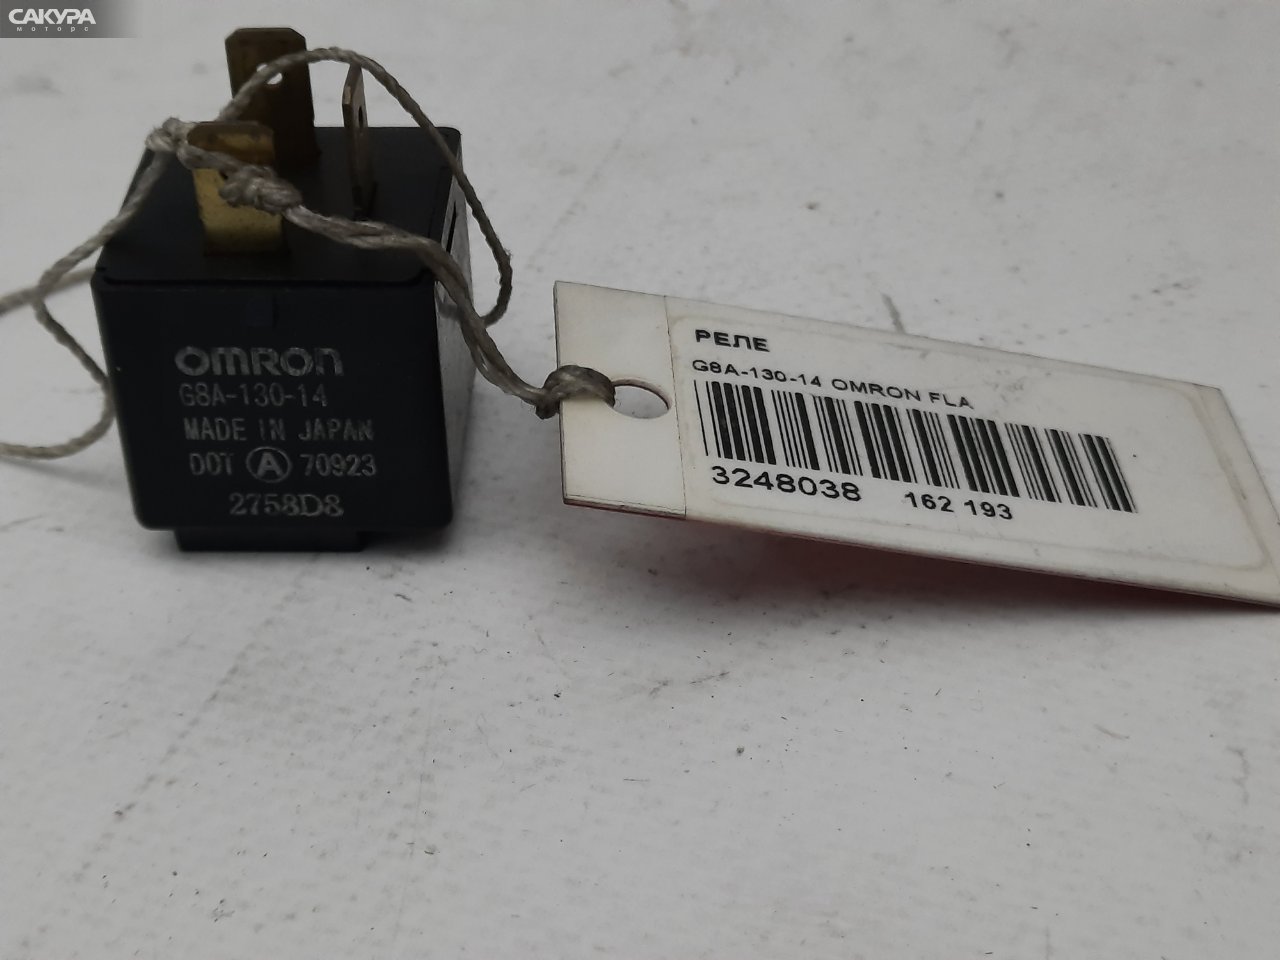 САКУРА
моторс
omron
G8A-130-14
MADE IN JAPAN
DOT A 70923
2758D8
РЕЛЕ
G8A-130-14 OMRON FLA
3248038 162 193